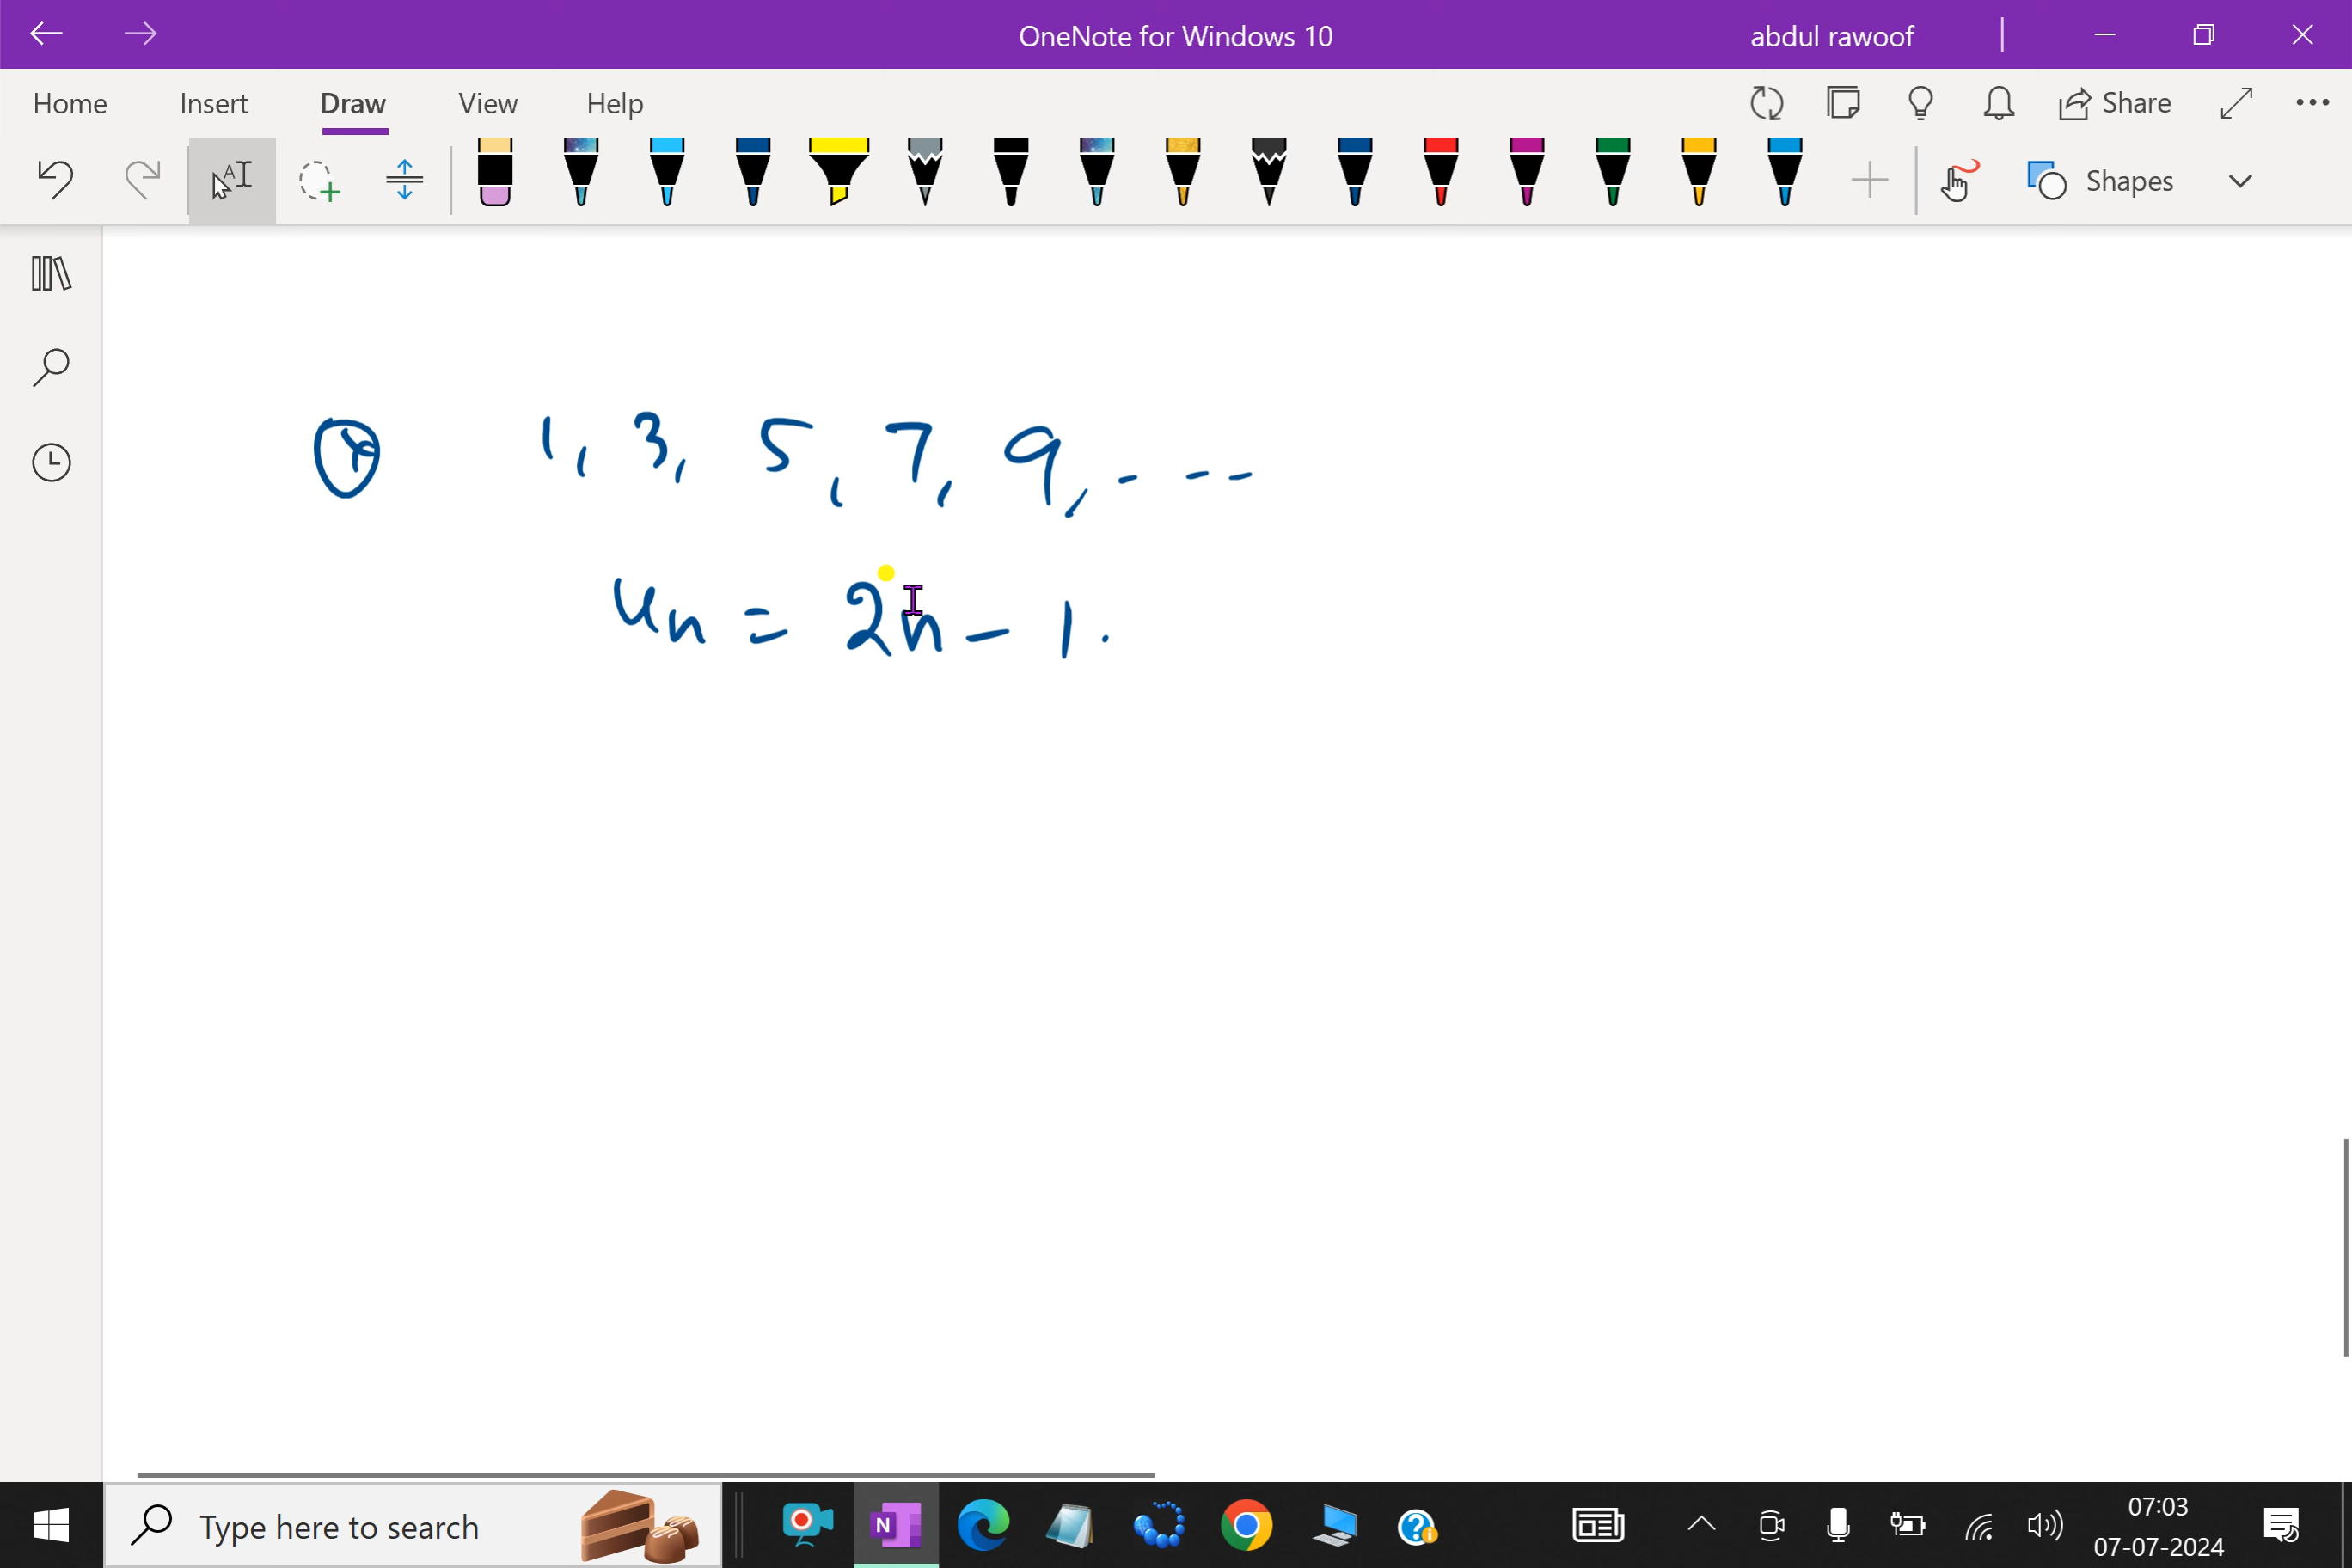 OneNote for Windows 10
abdul rawoof
Home Insert Draw View Help
Share
Shapes
1, 3, 5, 7, 9, - - -
uₙ = 2n - 1.
Type here to search
07:03
07-07-2024